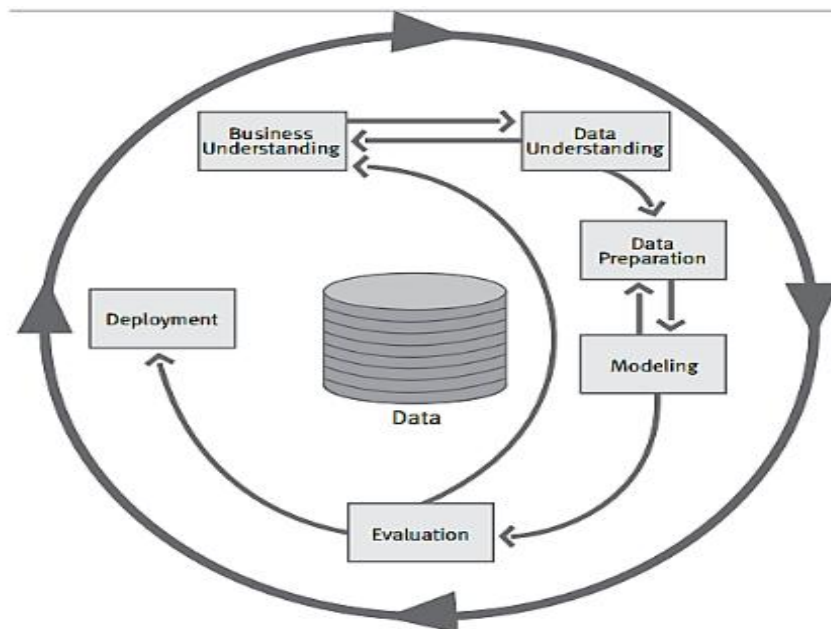 Business
Understanding
Data
Understanding
Data
Preparation
Deployment
Modeling
Data
Evaluation